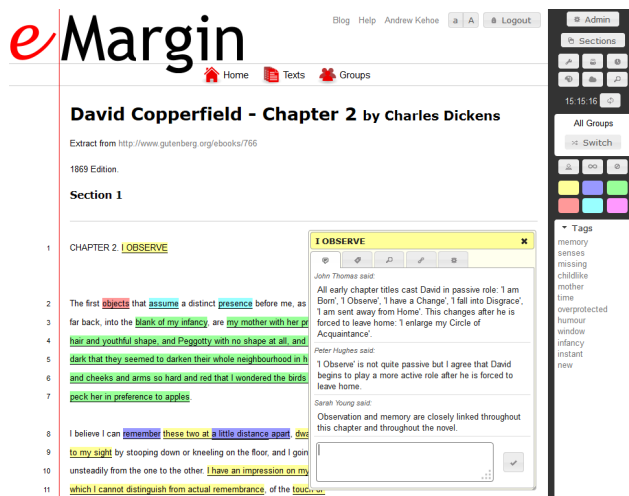 eMargin
Blog Help Andrew Kehoe a A Logout
Home Texts Groups
David Copperfield - Chapter 2 by Charles Dickens
Extract from http://www.gutenberg.org/ebooks/766
1869 Edition.
Section 1
1 CHAPTER 2. I OBSERVE
2 The first objects that assume a distinct presence before me, as
3 far back, into the blank of my infancy, are my mother with her pr
4 hair and youthful shape, and Peggotty with no shape at all, and
5 dark that they seemed to darken their whole neighbourhood in h
6 and cheeks and arms so hard and red that I wondered the birds
7 peck her in preference to apples.
8 I believe I can remember these two at a little distance apart, dwa
9 to my sight by stooping down or kneeling on the floor, and I goin
10 unsteadily from the one to the other. I have an impression on my
11 which I cannot distinguish from actual remembrance, of the touch of
I OBSERVE
John Thomas said:
All early chapter titles cast David in passive role: 'I am
Born', 'I Observe', 'I have a Change', 'I fall into Disgrace',
'I am sent away from Home'. This changes after he is
forced to leave home: 'I enlarge my Circle of
Acquaintance'.
Peter Hughes said:
'I Observe' is not quite passive but I agree that David
begins to play a more active role after he is forced to
leave home.
Sarah Young said:
Observation and memory are closely linked throughout
this chapter and throughout the novel.
Admin
Sections
15:15:16
All Groups
Switch
Tags
memory
senses
missing
childlike
mother
time
overprotected
humour
window
infancy
instant
new